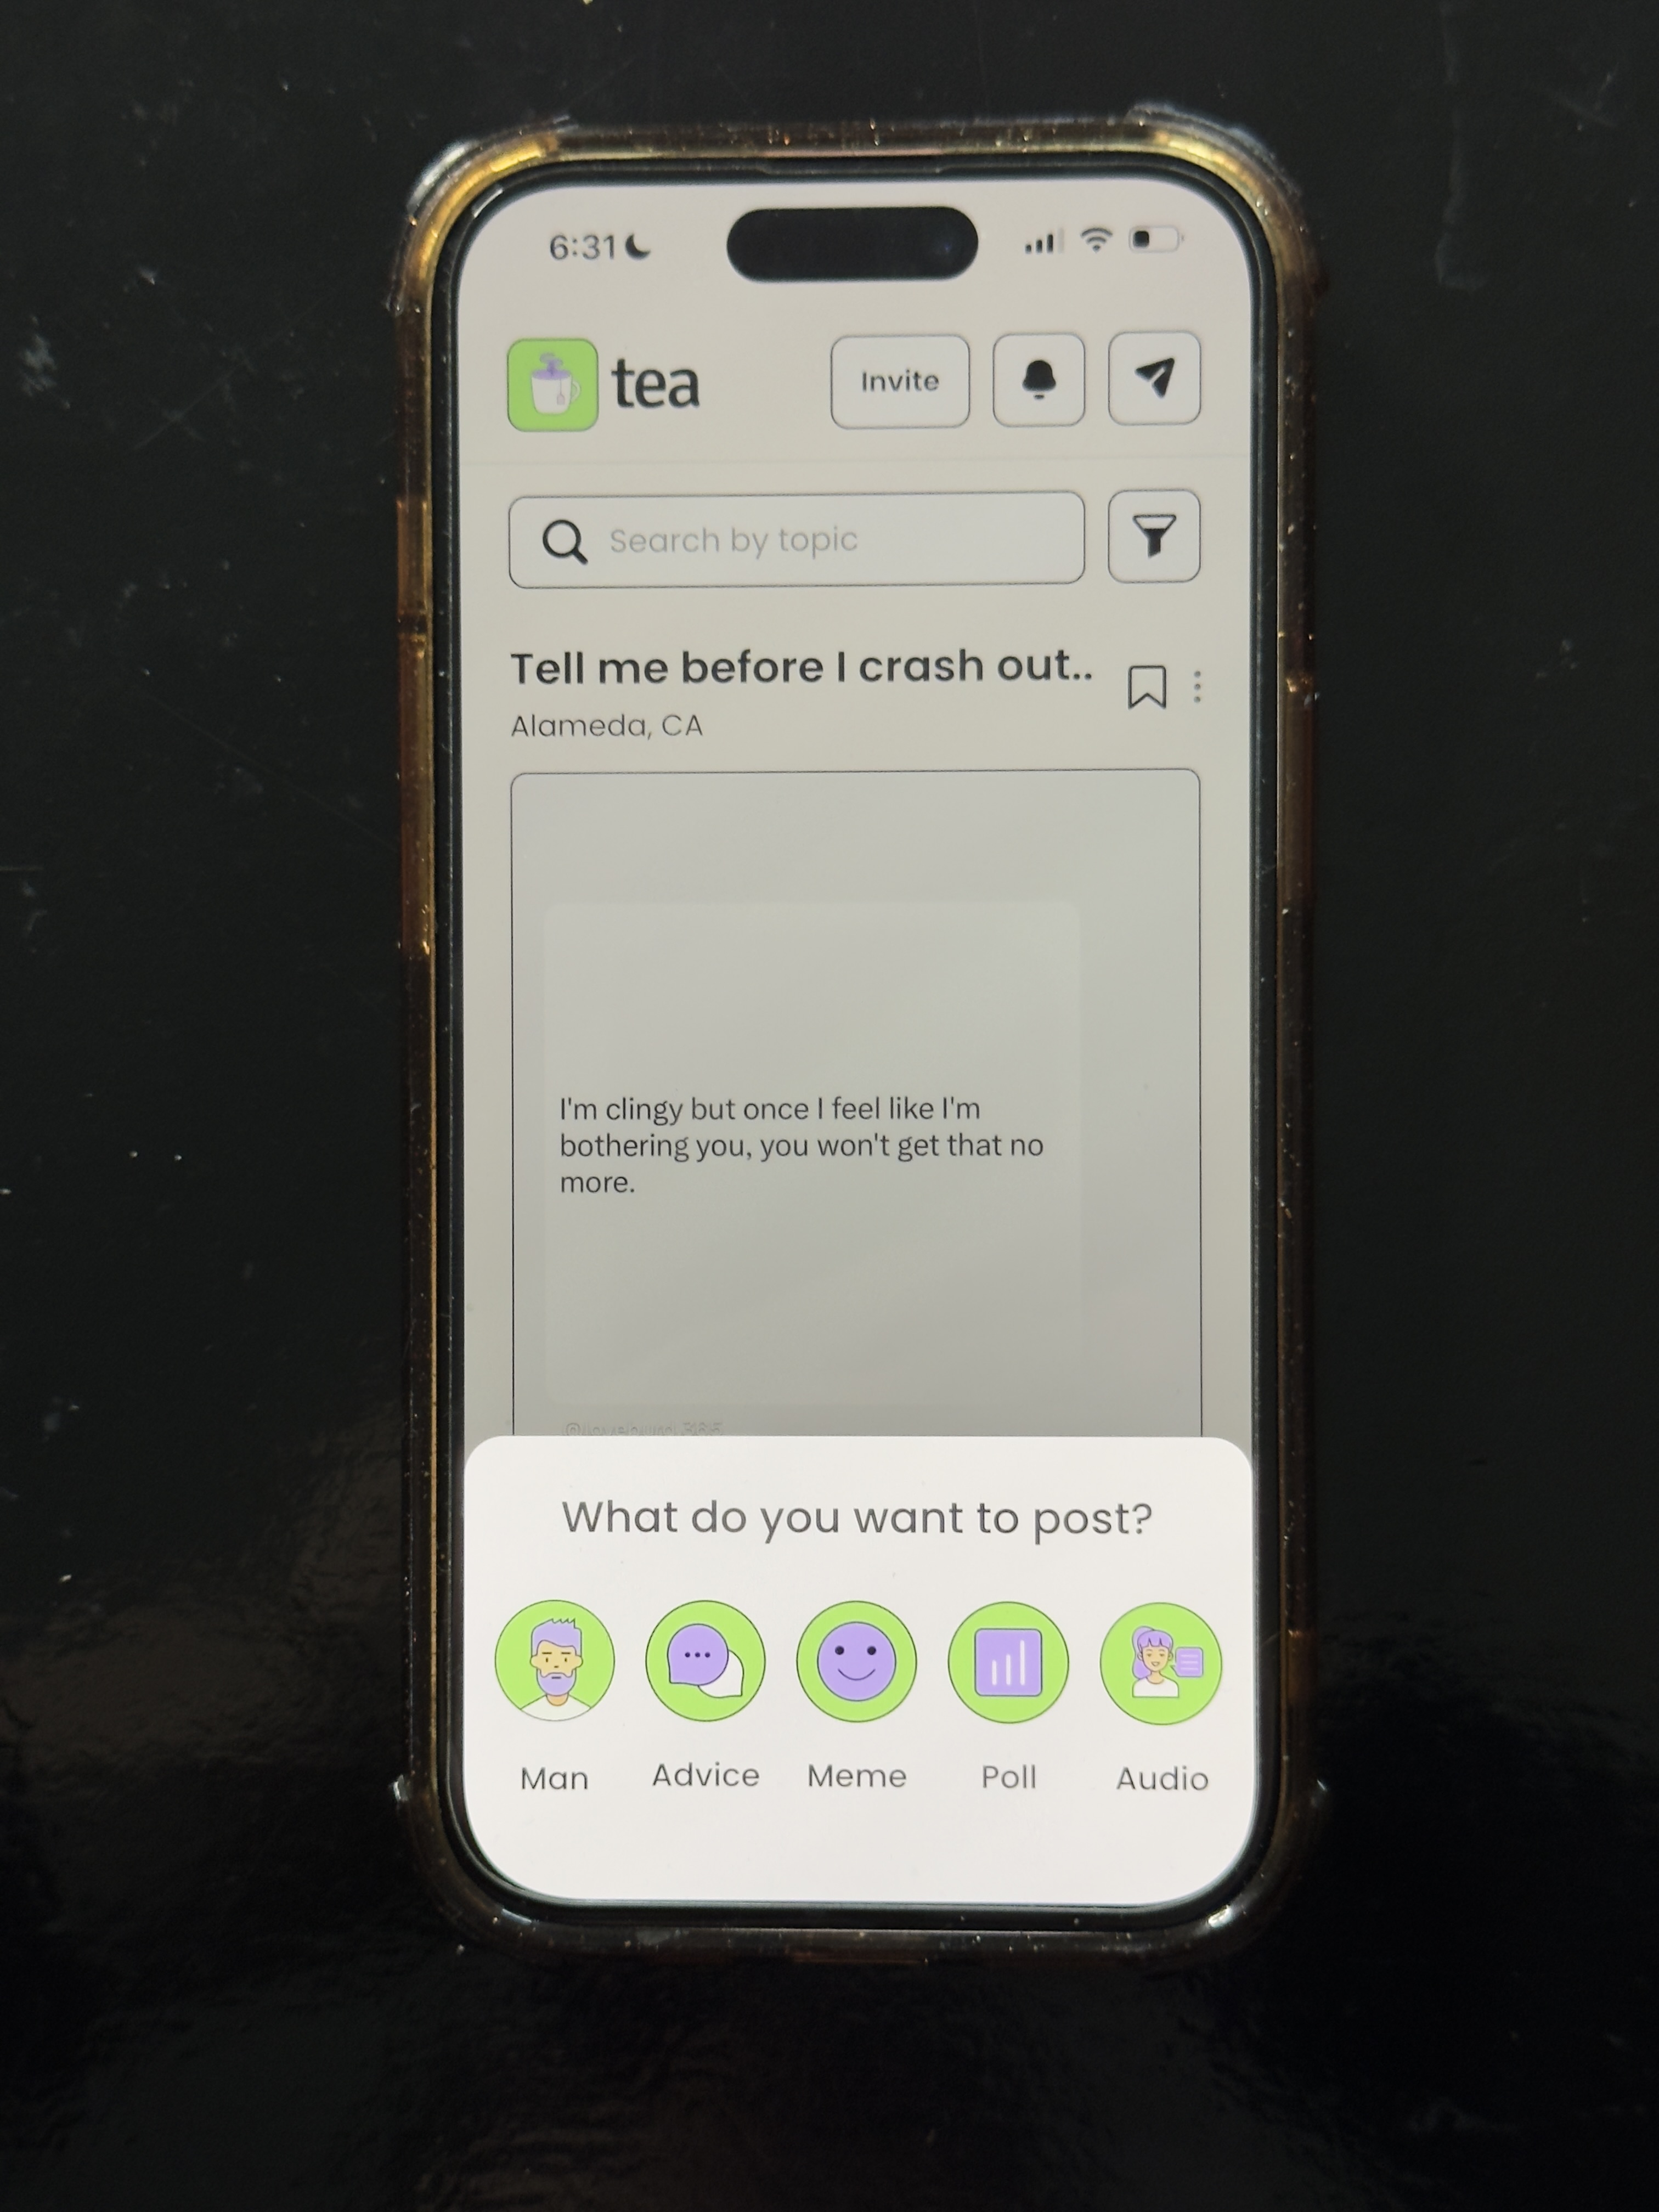 6:31
tea
Invite
Search by topic
Tell me before I crash out..
Alameda, CA
I'm clingy but once I feel like I'm
bothering you, you won't get that no
more.
What do you want to post?
Man
Advice
Meme
Poll
Audio